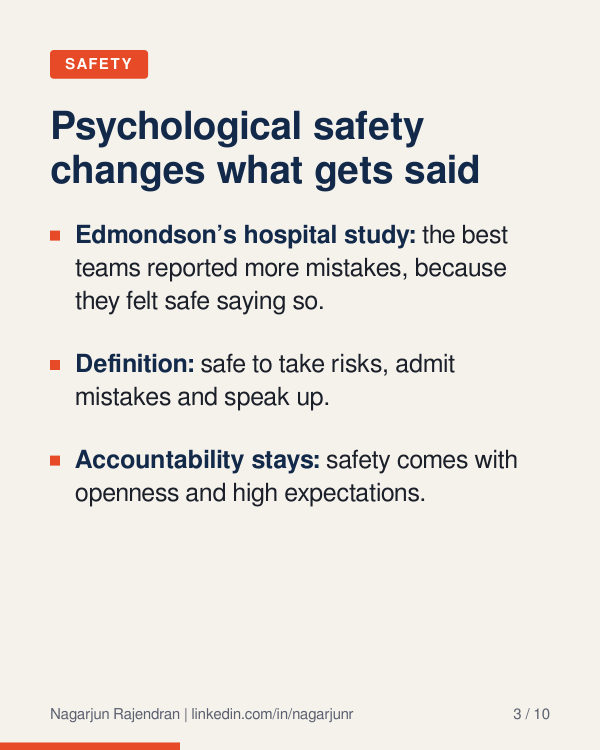 SAFETY
Psychological safety
changes what gets said
Edmondson’s hospital study: the best
teams reported more mistakes, because
they felt safe saying so.
Definition: safe to take risks, admit
mistakes and speak up.
Accountability stays: safety comes with
openness and high expectations.
Nagarjun Rajendran | linkedin.com/in/nagarjunr
3 / 10